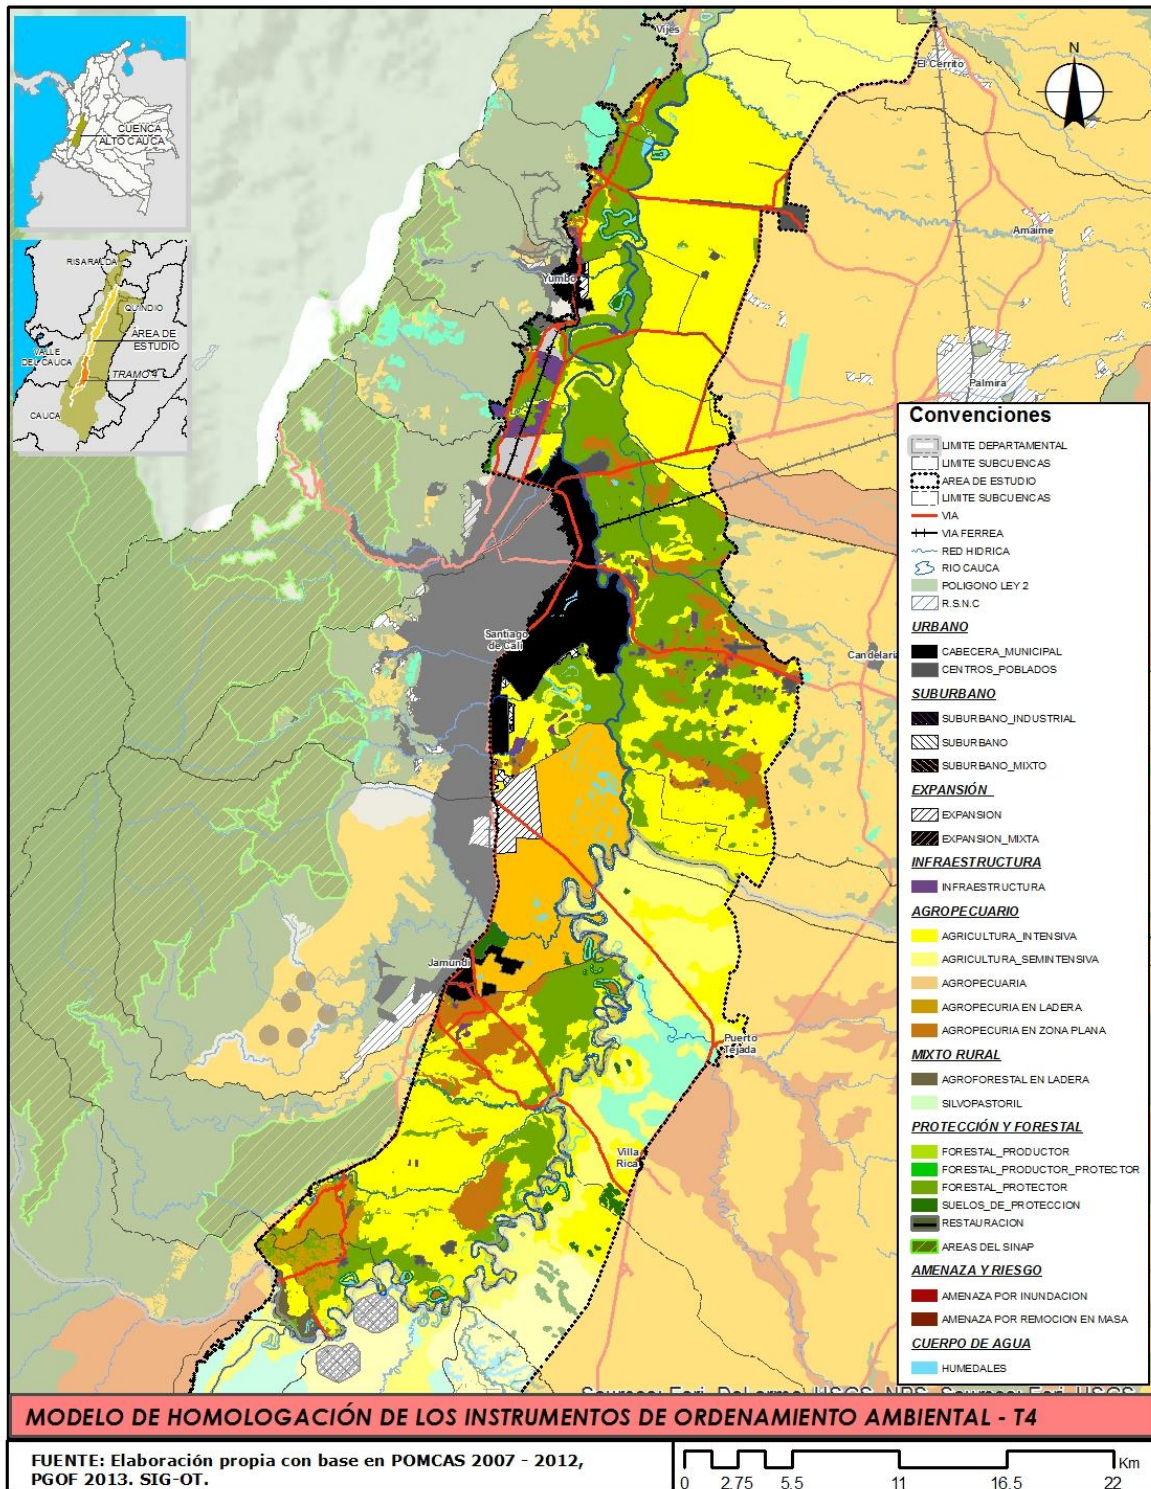 CUENCA
ALTO CAUCA
RISARALDA
QUINDIO
ÁREA DE
ESTUDIO
VALLE
DEL CAUCA
TRAMO 4
CAUCA
N
Vijes
El Cerrito
Amaime
Yumbo
Palmira
Santiago
de Cali
Candelaria
Jamundí
Puerto
Tejada
Villa
Rica
Convenciones
LIMITE DEPARTAMENTAL
LIMITE SUBCUENCAS
AREA DE ESTUDIO
LIMITE SUBCUENCAS
VIA
VIA FERREA
RED HIDRICA
RIO CAUCA
POLIGONO LEY 2
R.S.N.C
URBANO
CABECERA_MUNICIPAL
CENTROS_POBLADOS
SUBURBANO
SUBURBANO_INDUSTRIAL
SUBURBANO
SUBURBANO_MIXTO
EXPANSIÓN
EXPANSION
EXPANSION_MIXTA
INFRAESTRUCTURA
INFRAESTRUCTURA
AGROPECUARIO
AGRICULTURA_INTENSIVA
AGRICULTURA_SEMINTENSIVA
AGROPECUARIA
AGROPECURIA EN LADERA
AGROPECURIA EN ZONA PLANA
MIXTO RURAL
AGROFORESTAL EN LADERA
SILVOPASTORIL
PROTECCIÓN Y FORESTAL
FORESTAL_PRODUCTOR
FORESTAL_PRODUCTOR_PROTECTOR
FORESTAL_PROTECTOR
SUELOS_DE_PROTECCION
RESTAURACION
AREAS DEL SINAP
AMENAZA Y RIESGO
AMENAZA POR INUNDACION
AMENAZA POR REMOCION EN MASA
CUERPO DE AGUA
HUMEDALES
MODELO DE HOMOLOGACIÓN DE LOS INSTRUMENTOS DE ORDENAMIENTO AMBIENTAL - T4
FUENTE: Elaboración propia con base en POMCAS 2007 - 2012,
PGOF 2013. SIG-OT.
Km
0 2.75 5.5 11 16.5 22